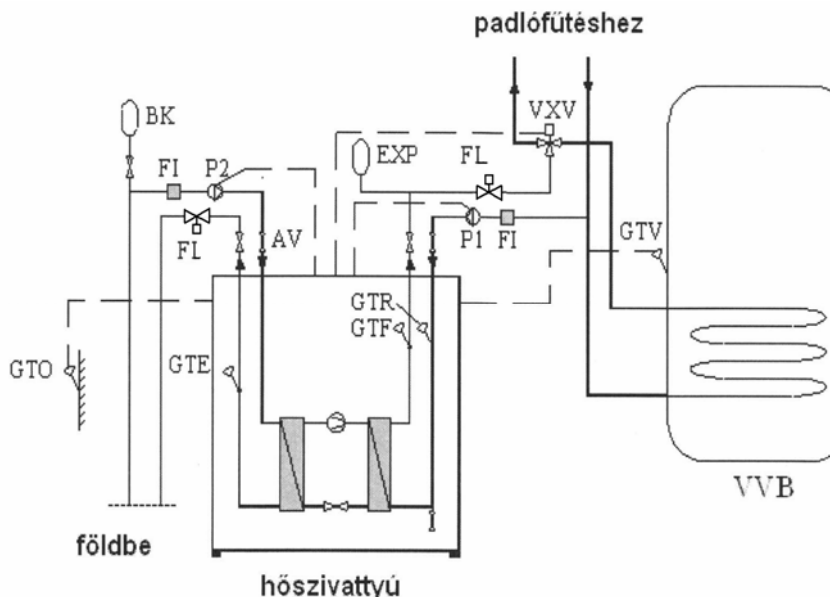 padlófűtéshez
BK
VXV
EXP
FL
FI
P2
P1
FI
GTV
FL
AV
GTR
GTF
GTO
GTE
VVB
földbe
hőszivattyú